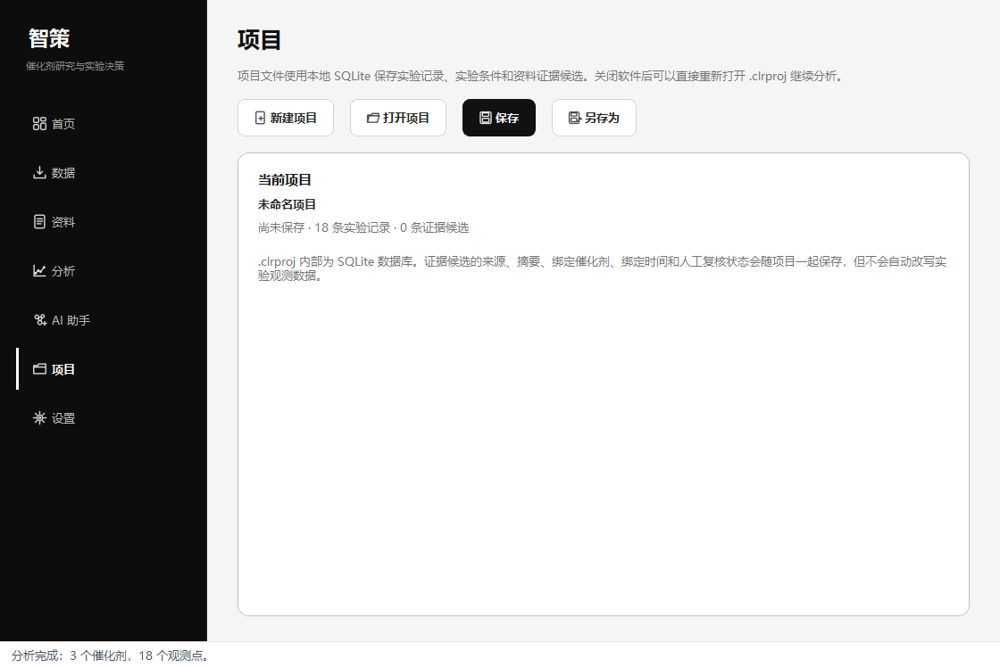 智策
催化剂研究与实验决策
首页
数据
资料
分析
AI 助手
项目
设置
项目
项目文件使用本地 SQLite 保存实验记录、实验条件和资料证据候选。关闭软件后可以直接重新打开 .clrproj 继续分析。
新建项目
打开项目
保存
另存为
当前项目
未命名项目
尚未保存 · 18 条实验记录 · 0 条证据候选
.clrproj 内部为 SQLite 数据库。证据候选的来源、摘要、绑定催化剂、绑定时间和人工复核状态会随项目一起保存，但不会自动改写实
验观测数据。
分析完成：3 个催化剂，18 个观测点。